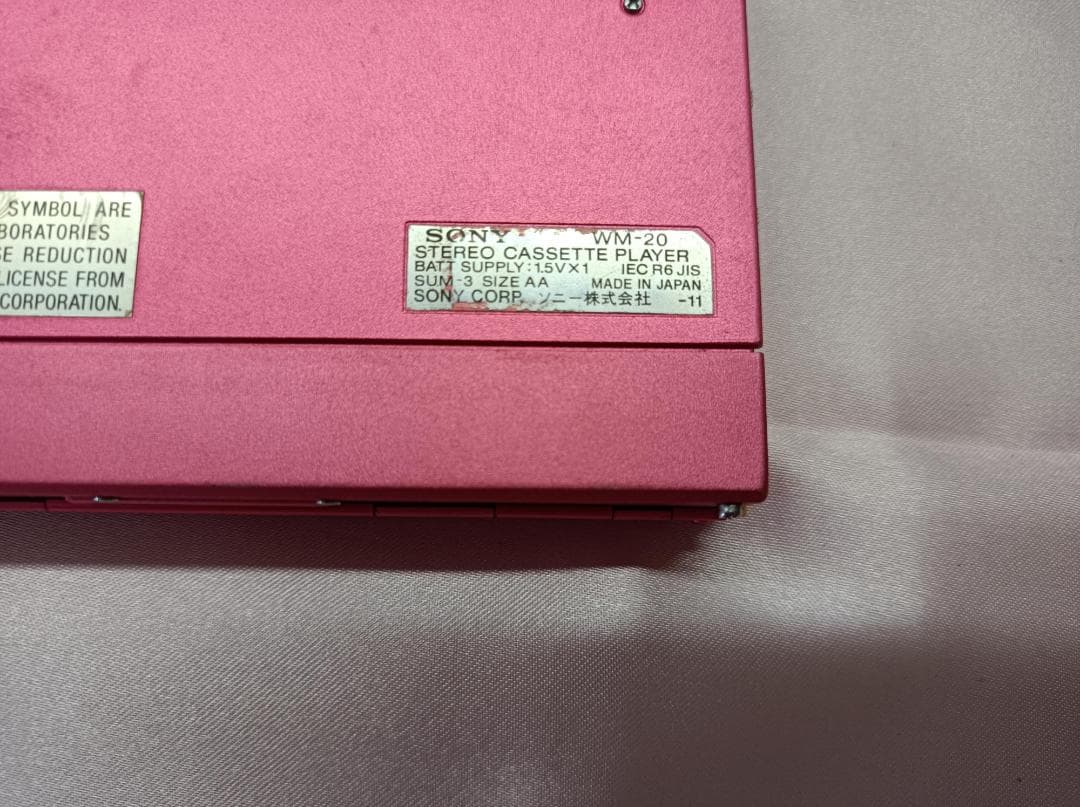 SYMBOL ARE
BORATORIES
SE REDUCTION
LICENSE FROM
CORPORATION.
SONY WM-20
STEREO CASSETTE PLAYER
BATT SUPPLY:1.5V×1 IEC R6 JIS
SUM-3 SIZE AA MADE IN JAPAN
SONY CORP. ソニー株式会社 -11